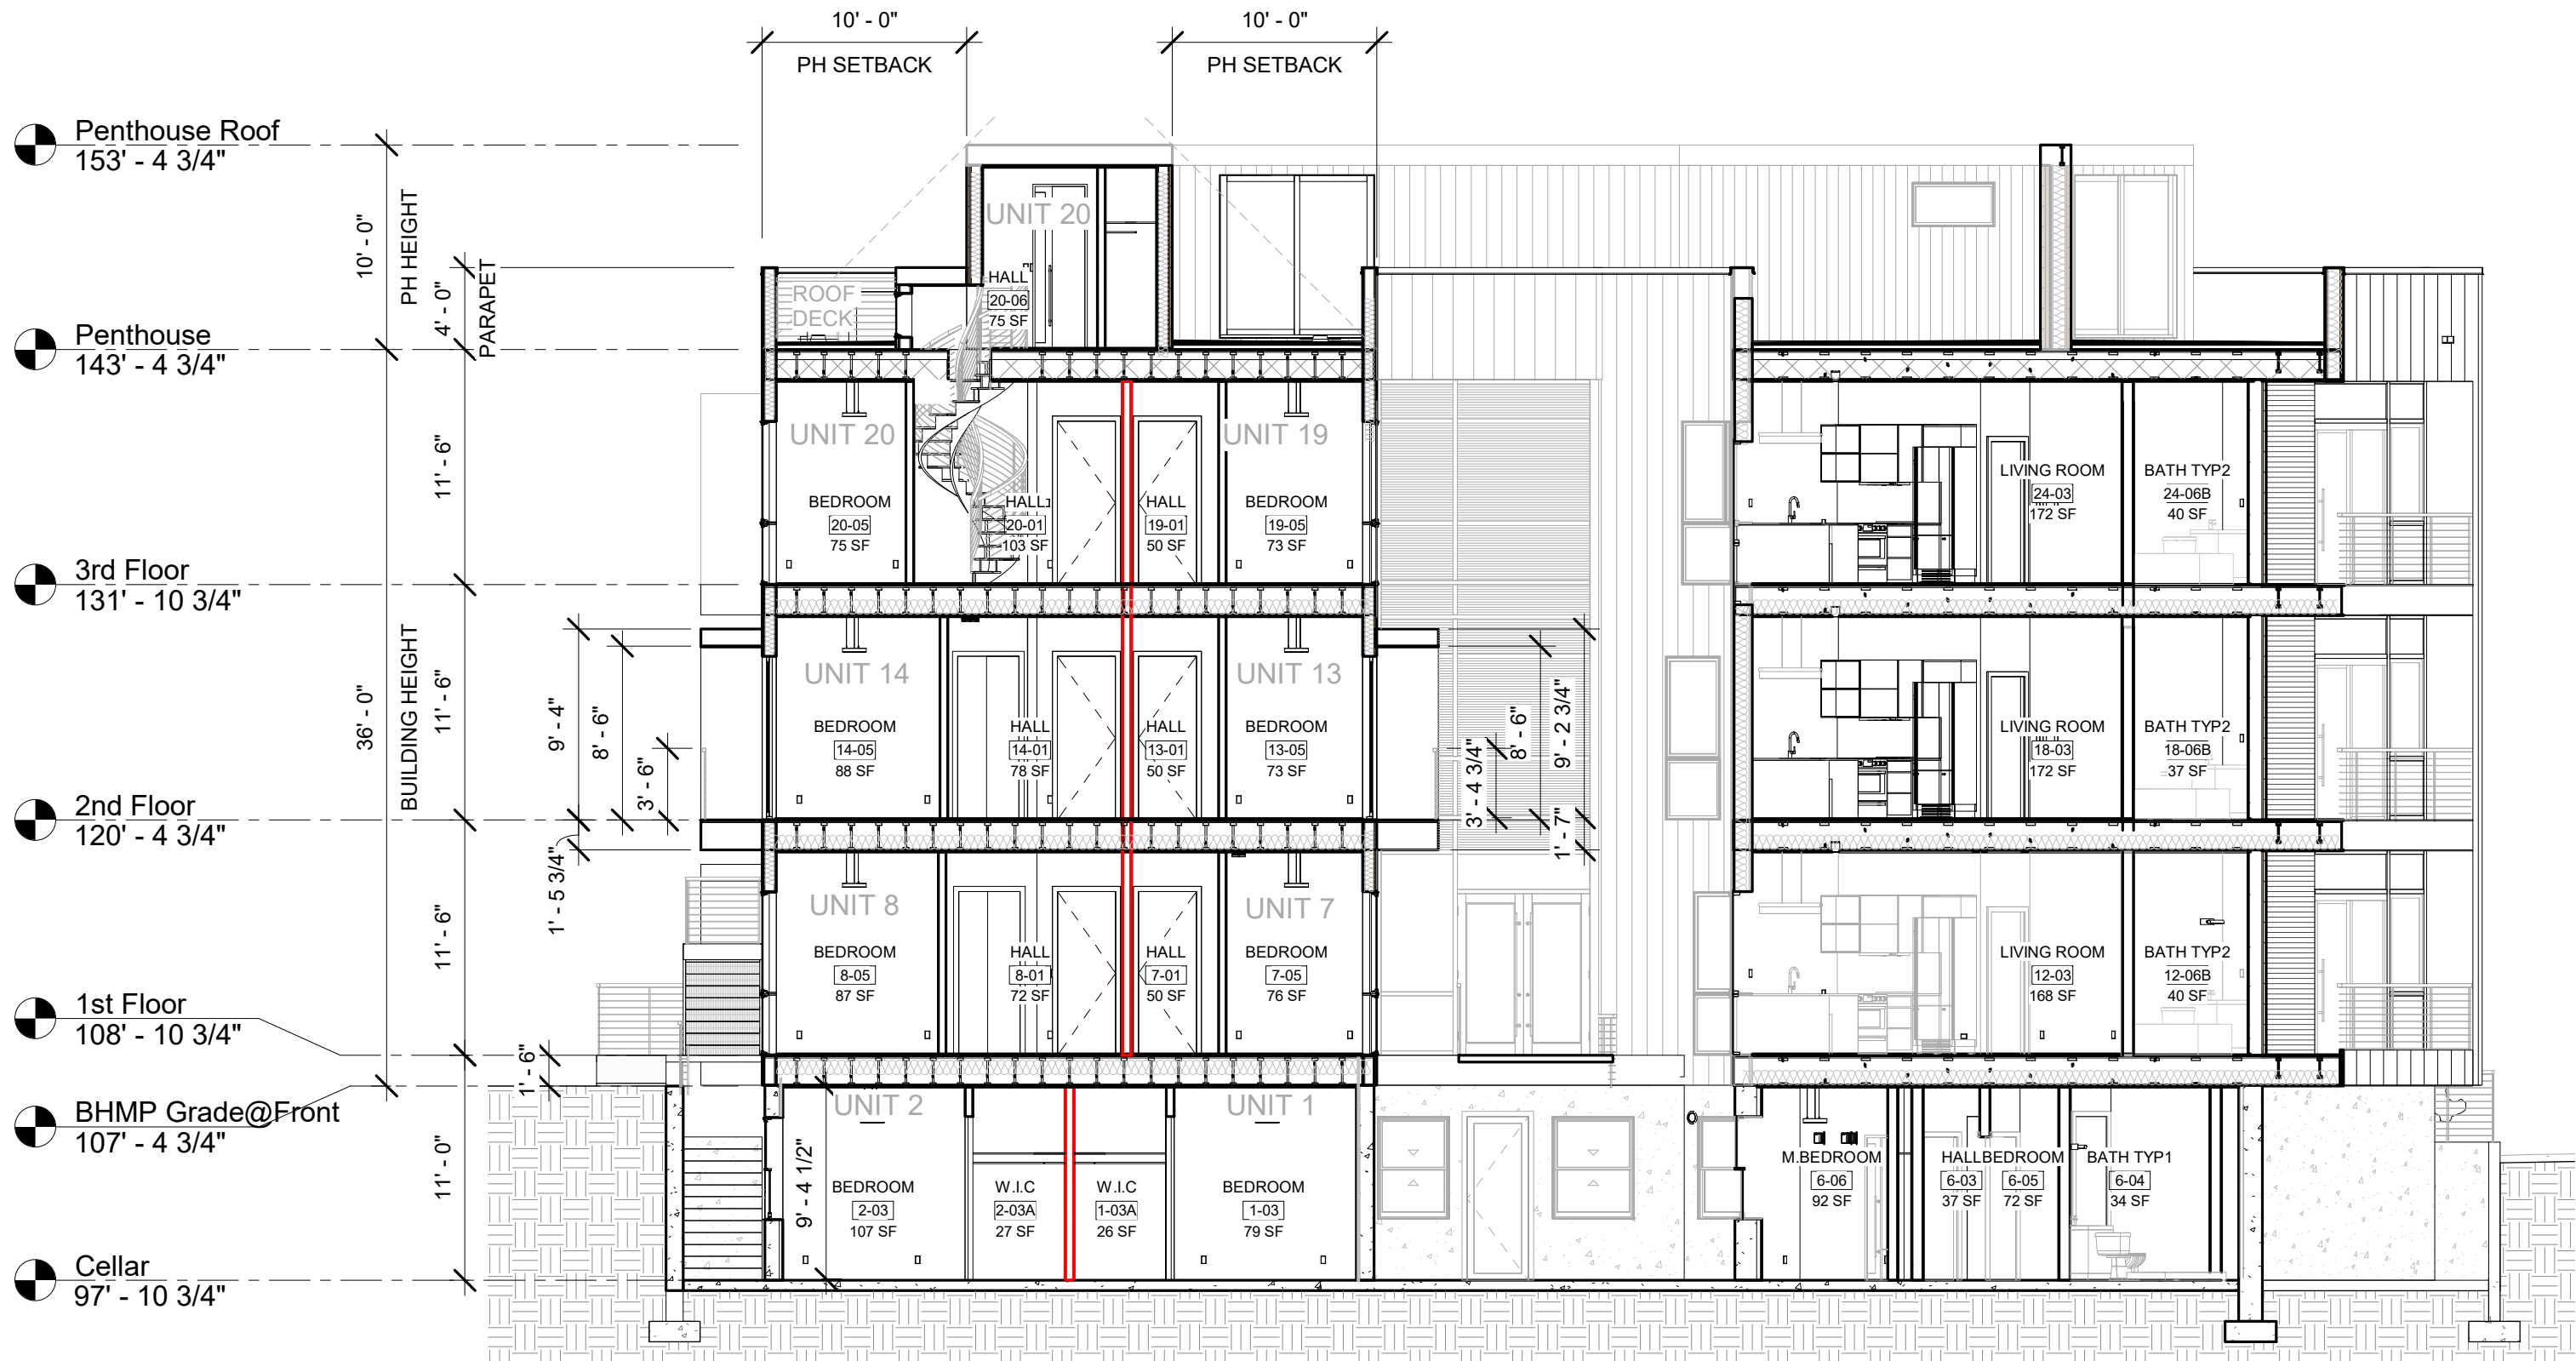 10' - 0"
10' - 0"
PH SETBACK
PH SETBACK
Penthouse Roof
153' - 4 3/4"
10' - 0"
PH HEIGHT
4' - 0"
PARAPET
UNIT 20
HALL
20-06
75 SF
ROOF
DECK
Penthouse
143' - 4 3/4"
11' - 6"
UNIT 20
UNIT 19
BEDROOM
20-05
75 SF
HALL
20-01
103 SF
HALL
19-01
50 SF
BEDROOM
19-05
73 SF
LIVING ROOM
24-03
172 SF
BATH TYP2
24-06B
40 SF
3rd Floor
131' - 10 3/4"
36' - 0"
BUILDING HEIGHT
11' - 6"
9' - 4"
8' - 6"
3' - 6"
UNIT 14
UNIT 13
BEDROOM
14-05
88 SF
HALL
14-01
78 SF
HALL
13-01
50 SF
BEDROOM
13-05
73 SF
3' - 4 3/4"
8' - 6"
9' - 2 3/4"
1' - 7"
LIVING ROOM
18-03
172 SF
BATH TYP2
18-06B
37 SF
2nd Floor
120' - 4 3/4"
1' - 5 3/4"
11' - 6"
UNIT 8
UNIT 7
BEDROOM
8-05
87 SF
HALL
8-01
72 SF
HALL
7-01
50 SF
BEDROOM
7-05
76 SF
LIVING ROOM
12-03
168 SF
BATH TYP2
12-06B
40 SF
1st Floor
108' - 10 3/4"
1' - 6"
BHMP Grade@Front
107' - 4 3/4"
11' - 0"
9' - 4 1/2"
UNIT 2
UNIT 1
BEDROOM
2-03
107 SF
W.I.C
2-03A
27 SF
W.I.C
1-03A
26 SF
BEDROOM
1-03
79 SF
M.BEDROOM
6-06
92 SF
HALL
6-03
37 SF
BEDROOM
6-05
72 SF
BATH TYP1
6-04
34 SF
Cellar
97' - 10 3/4"